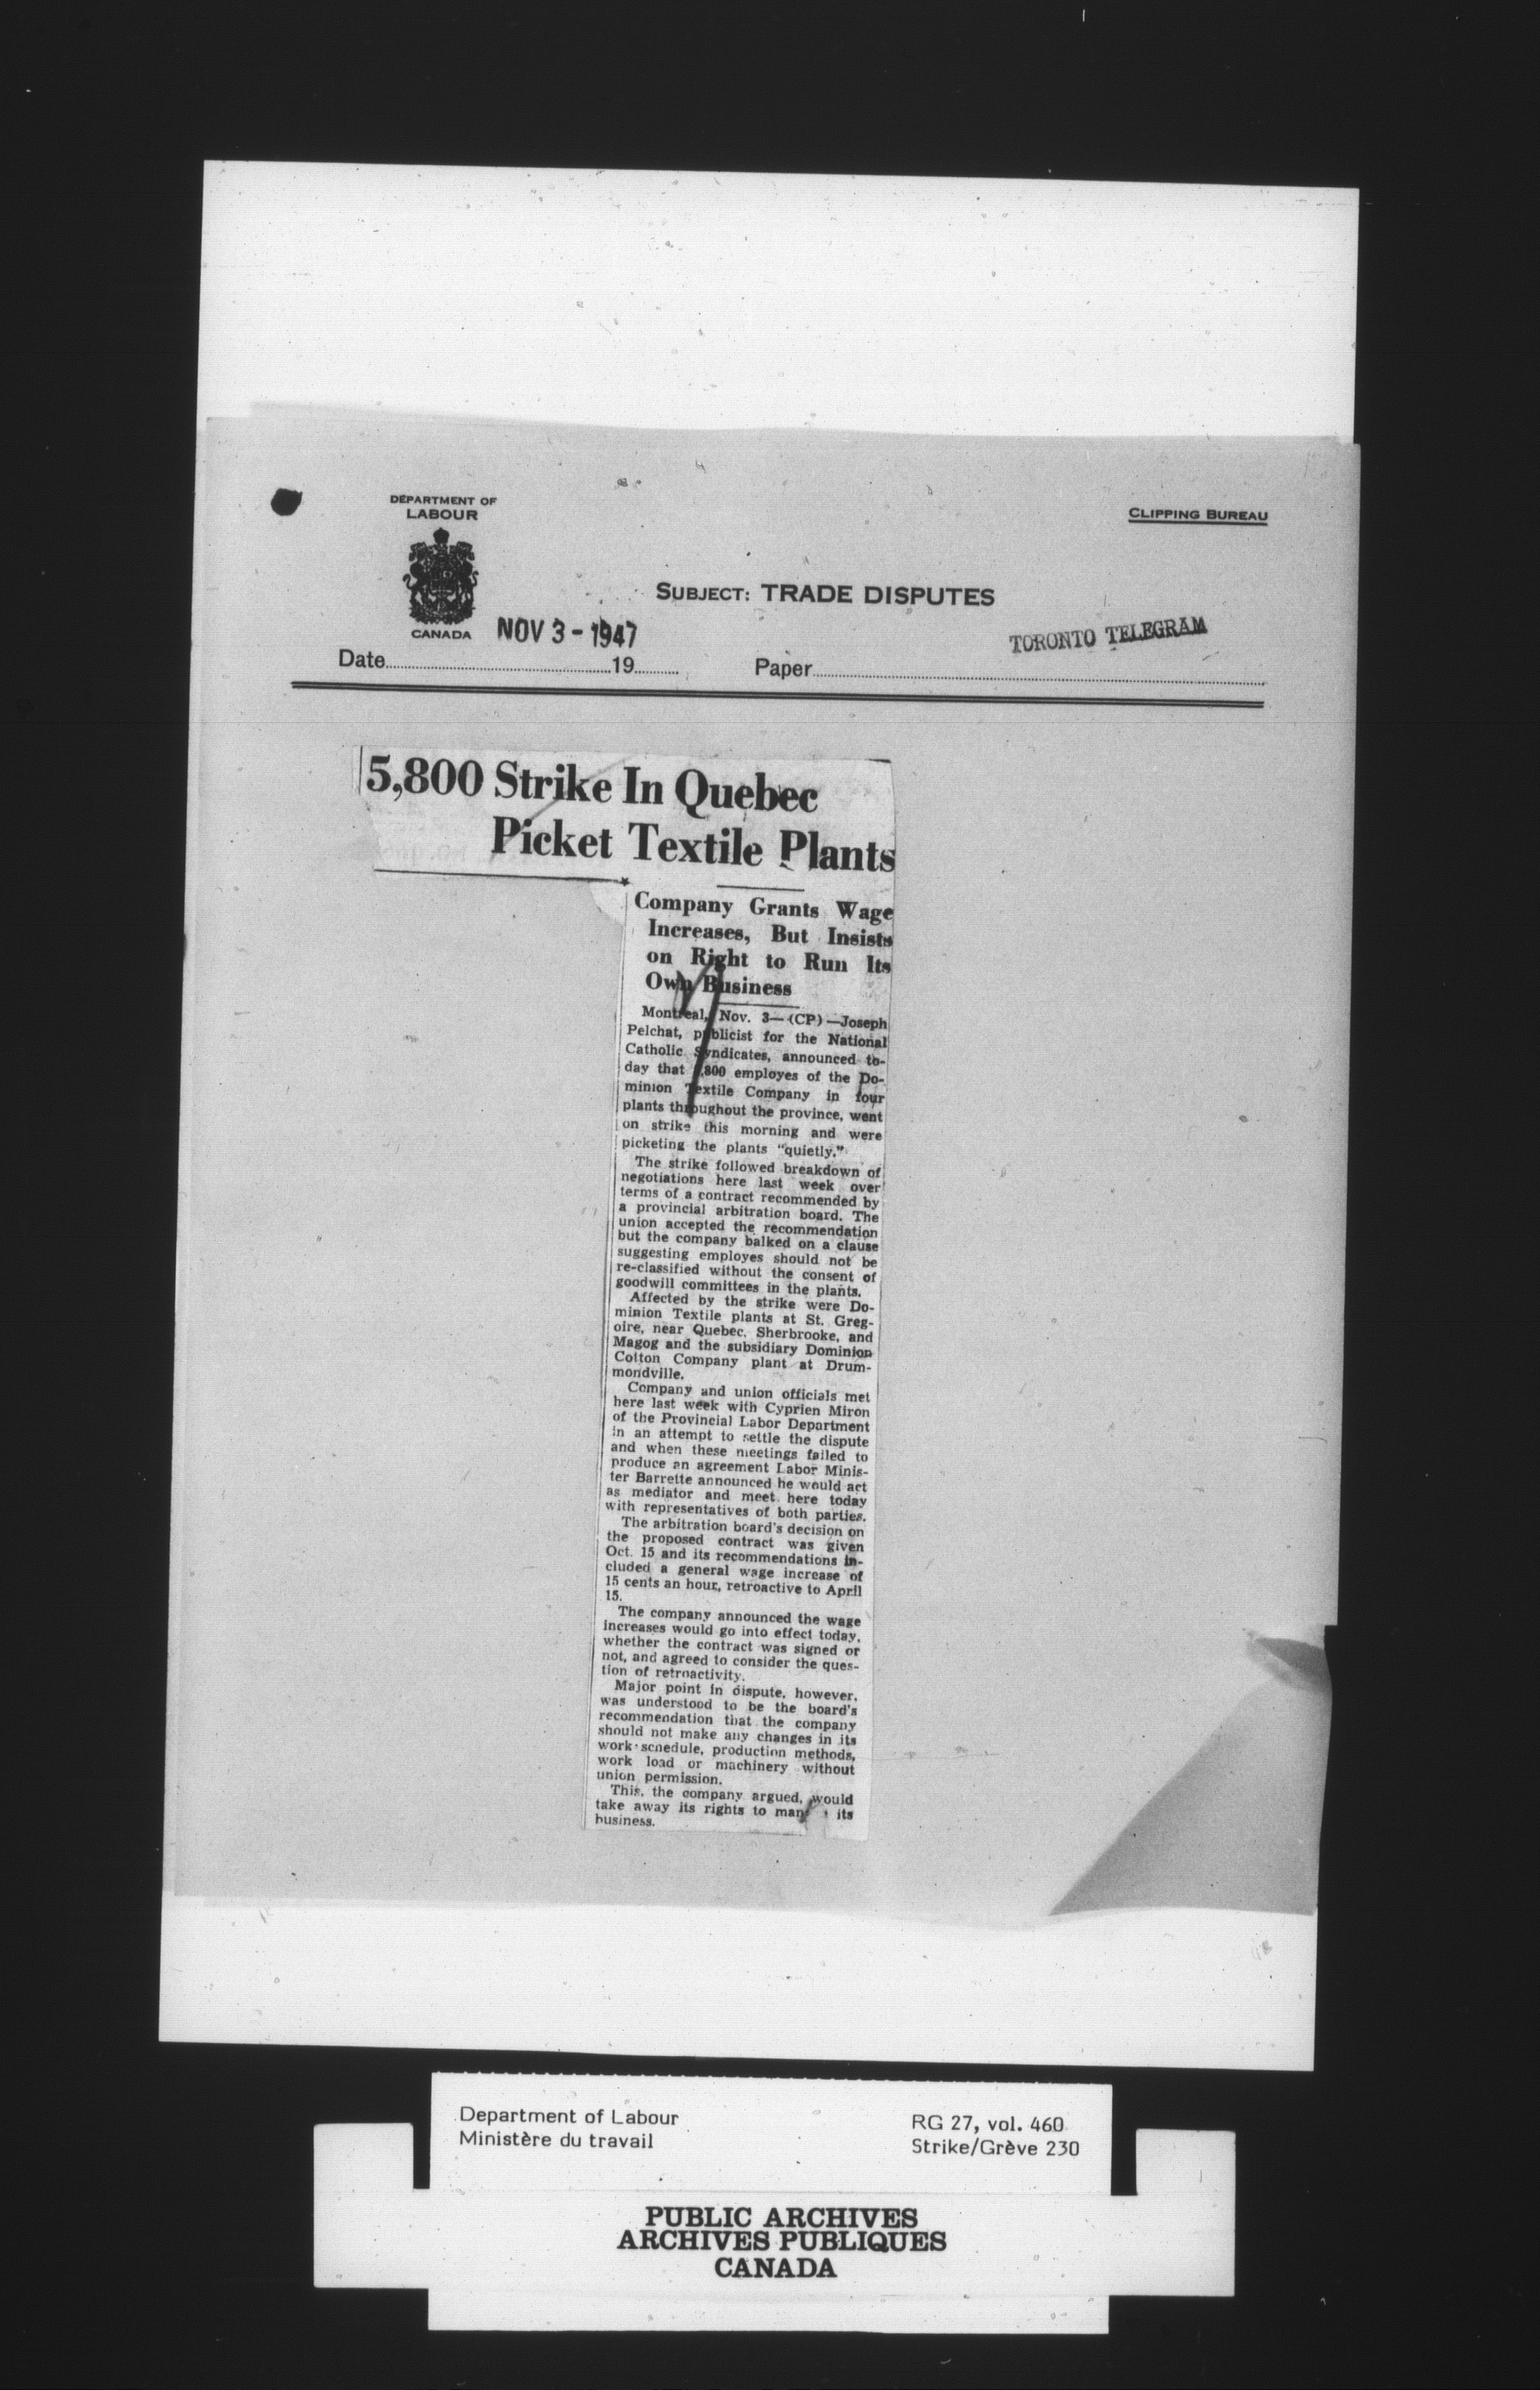 DEPARTMENT OF
LABOUR
CANADA
CLIPPING BUREAU
SUBJECT: TRADE DISPUTES
NOV 3 - 1947
TORONTO TELEGRAM
Date 19
Paper
5,800 Strike In Quebec
Picket Textile Plants
Company Grants Wage
Increases, But Insists
on Right to Run Its
Own Business
Montreal, Nov. 3—(CP)—Joseph
Pelchat, publicist for the National
Catholic Syndicates, announced to-
day that 5,800 employes of the Do-
minion Textile Company in four
plants throughout the province, went
on strike this morning and were
picketing the plants "quietly."
The strike followed breakdown of
negotiations here last week over
terms of a contract recommended by
a provincial arbitration board. The
union accepted the recommendation
but the company balked on a clause
suggesting employes should not be
re-classified without the consent of
goodwill committees in the plants.
Affected by the strike were Do-
minion Textile plants at St. Greg-
oire, near Quebec, Sherbrooke, and
Magog and the subsidiary Dominion
Cotton Company plant at Drum-
mondville.
Company and union officials met
here last week with Cyprien Miron
of the Provincial Labor Department
in an attempt to settle the dispute
and when these meetings failed to
produce an agreement Labor Minis-
ter Barrette announced he would act
as mediator and meet here today
with representatives of both parties.
The arbitration board's decision on
the proposed contract was given
Oct. 15 and its recommendations in-
cluded a general wage increase of
15 cents an hour, retroactive to April
15.
The company announced the wage
increases would go into effect today,
whether the contract was signed or
not, and agreed to consider the ques-
tion of retroactivity.
Major point in dispute, however,
was understood to be the board's
recommendation that the company
should not make any changes in its
work schedule, production methods,
work load or machinery without
union permission.
This, the company argued, would
take away its rights to its
business.
Department of Labour
Ministère du travail
RG 27, vol. 460
Strike/Grève 230
PUBLIC ARCHIVES
ARCHIVES PUBLIQUES
CANADA